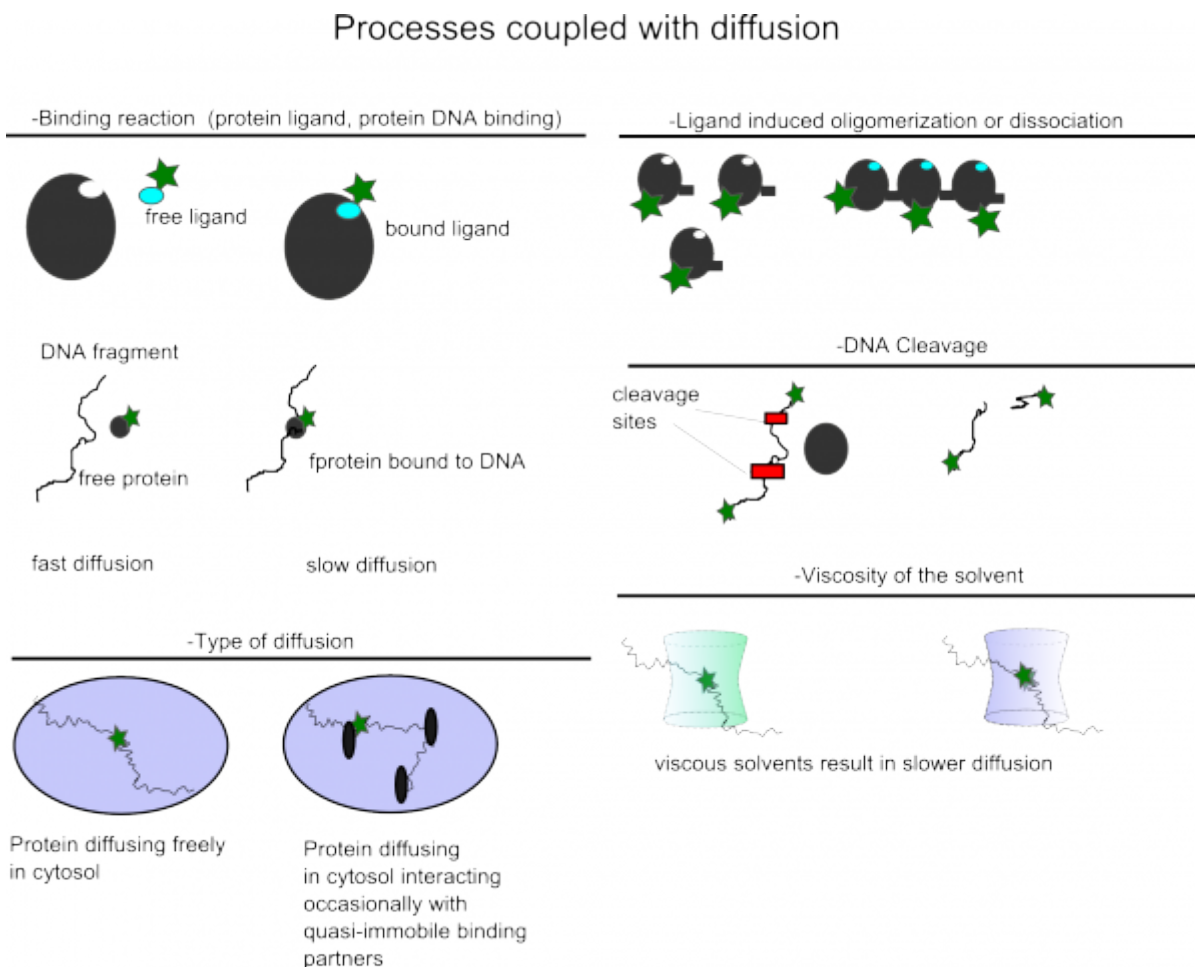 Processes coupled with diffusion
-Binding reaction (protein ligand, protein DNA binding)
free ligand
bound ligand
DNA fragment
free protein
fprotein bound to DNA
fast diffusion
slow diffusion
-Type of diffusion
Protein diffusing freely
in cytosol
Protein diffusing
in cytosol interacting
occasionally with
quasi-immobile binding
partners
-Ligand induced oligomerization or dissociation
-DNA Cleavage
cleavage
sites
-Viscosity of the solvent
viscous solvents result in slower diffusion